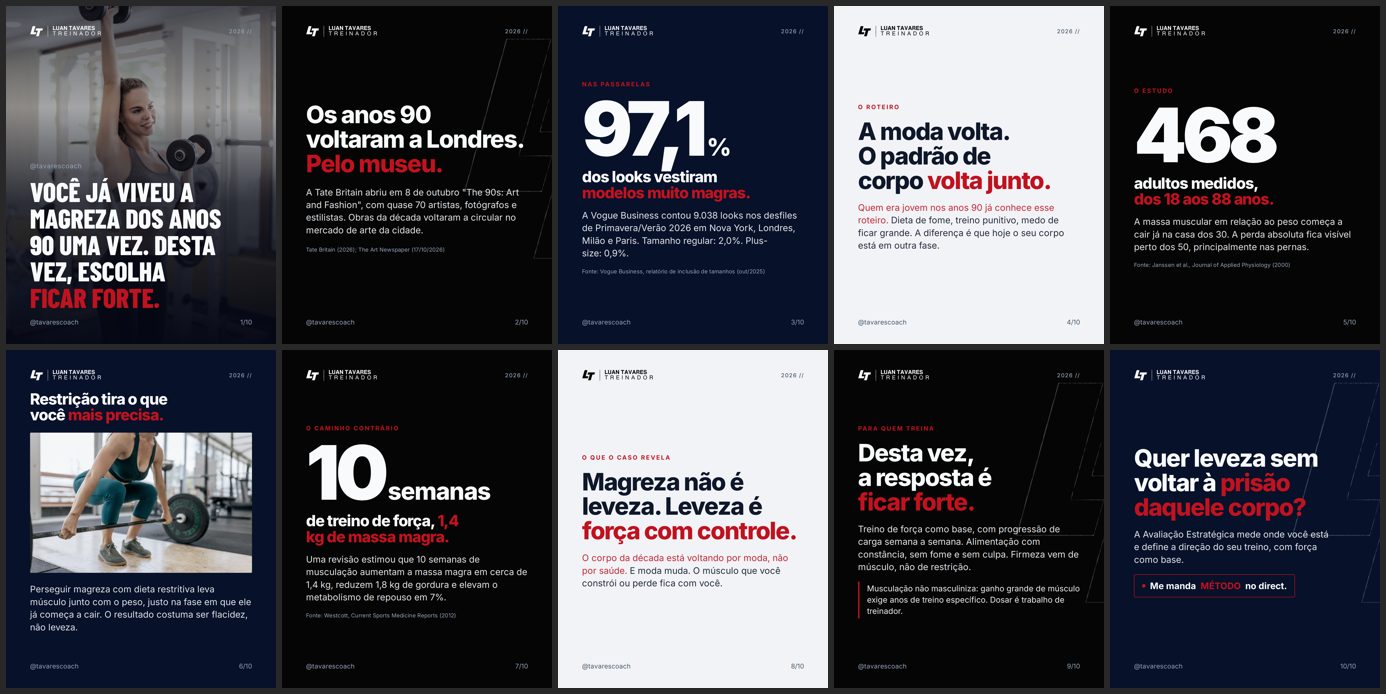 LT LUAN TAVARES
TREINADOR
2026 //
@tavarescoach
VOCÊ JÁ VIVEU A
MAGREZA DOS ANOS
90 UMA VEZ. DESTA
VEZ, ESCOLHA
FICAR FORTE.
@tavarescoach
1/10
LT LUAN TAVARES
TREINADOR
2026 //
Os anos 90
voltaram a Londres.
Pelo museu.
A Tate Britain abriu em 8 de outubro "The 90s: Art
and Fashion", com quase 70 artistas, fotógrafos e
estilistas. Obras da década voltaram a circular no
mercado de arte da cidade.
Tate Britain (2026); The Art Newspaper (17/10/2026)
@tavarescoach
2/10
LT LUAN TAVARES
TREINADOR
2026 //
NAS PASSARELAS
97,1%
dos looks vestiram
modelos muito magras.
A Vogue Business contou 9.038 looks nos desfiles
de Primavera/Verão 2026 em Nova York, Londres,
Milão e Paris. Tamanho regular: 2,0%. Plus-
size: 0,9%.
Fonte: Vogue Business, relatório de inclusão de tamanhos (out/2025)
@tavarescoach
3/10
LT LUAN TAVARES
TREINADOR
2026 //
O ROTEIRO
A moda volta.
O padrão de
corpo volta junto.
Quem era jovem nos anos 90 já conhece esse
roteiro. Dieta de fome, treino punitivo, medo de
ficar grande. A diferença é que hoje o seu corpo
está em outra fase.
@tavarescoach
4/10
LT LUAN TAVARES
TREINADOR
2026 //
O ESTUDO
468
adultos medidos,
dos 18 aos 88 anos.
A massa muscular em relação ao peso começa a
cair já na casa dos 30. A perda absoluta fica visível
perto dos 50, principalmente nas pernas.
Fonte: Janssen et al., Journal of Applied Physiology (2000)
@tavarescoach
5/10
LT LUAN TAVARES
TREINADOR
2026 //
Restrição tira o que
você mais precisa.
Perseguir magreza com dieta restritiva leva
músculo junto com o peso, justo na fase em que ele
já começa a cair. O resultado costuma ser flacidez,
não leveza.
@tavarescoach
6/10
LT LUAN TAVARES
TREINADOR
2026 //
O CAMINHO CONTRÁRIO
10 semanas
de treino de força, 1,4
kg de massa magra.
Uma revisão estimou que 10 semanas de
musculação aumentam a massa magra em cerca de
1,4 kg, reduzem 1,8 kg de gordura e elevam o
metabolismo de repouso em 7%.
Fonte: Westcott, Current Sports Medicine Reports (2012)
@tavarescoach
7/10
LT LUAN TAVARES
TREINADOR
2026 //
O QUE O CASO REVELA
Magreza não é
leveza. Leveza é
força com controle.
O corpo da década está voltando por moda, não
por saúde. E moda muda. O músculo que você
constrói ou perde fica com você.
@tavarescoach
8/10
LT LUAN TAVARES
TREINADOR
2026 //
PARA QUEM TREINA
Desta vez,
a resposta é
ficar forte.
Treino de força como base, com progressão de
carga semana a semana. Alimentação com
constância, sem fome e sem culpa. Firmeza vem de
músculo, não de restrição.
Musculação não masculiniza: ganho grande de músculo
exige anos de treino específico. Dosar é trabalho de
treinador.
@tavarescoach
9/10
LT LUAN TAVARES
TREINADOR
2026 //
Quer leveza sem
voltar à prisão
daquele corpo?
A Avaliação Estratégica mede onde você está
e define a direção do seu treino, com força
como base.
Me manda MÉTODO no direct.
@tavarescoach
10/10